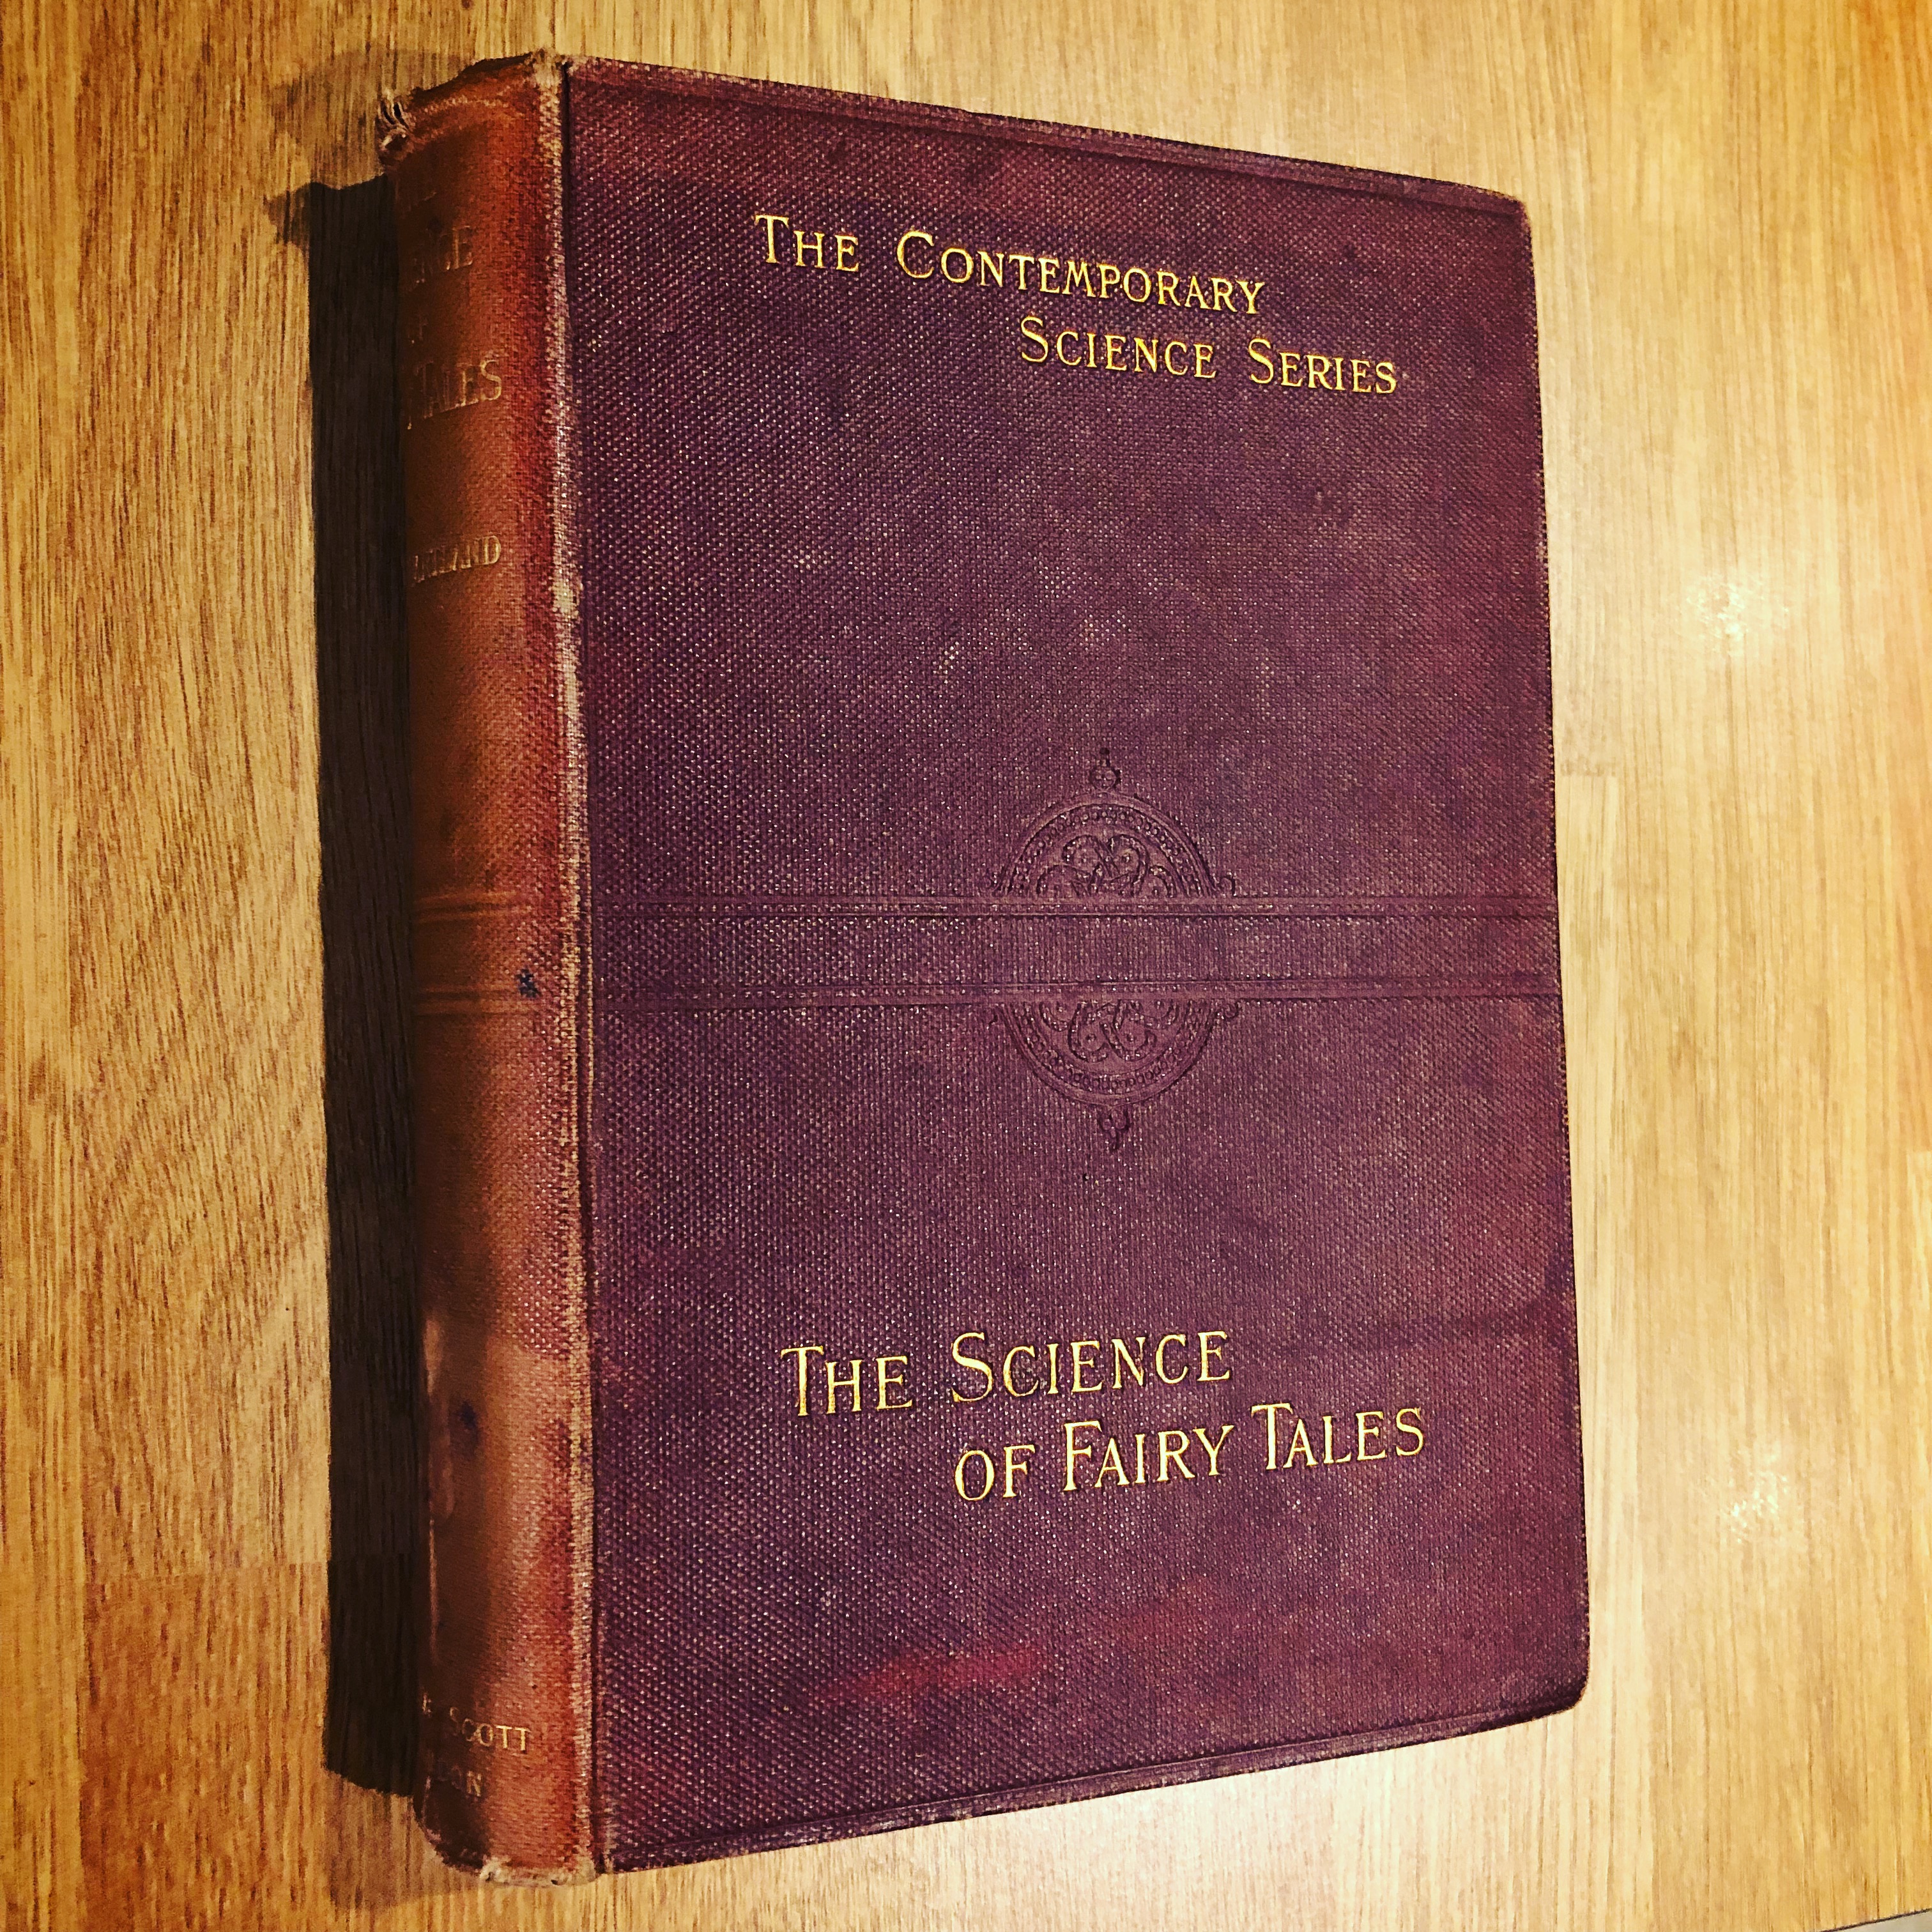 The Contemporary
Science Series
The Science
of Fairy Tales
Tales
Scott